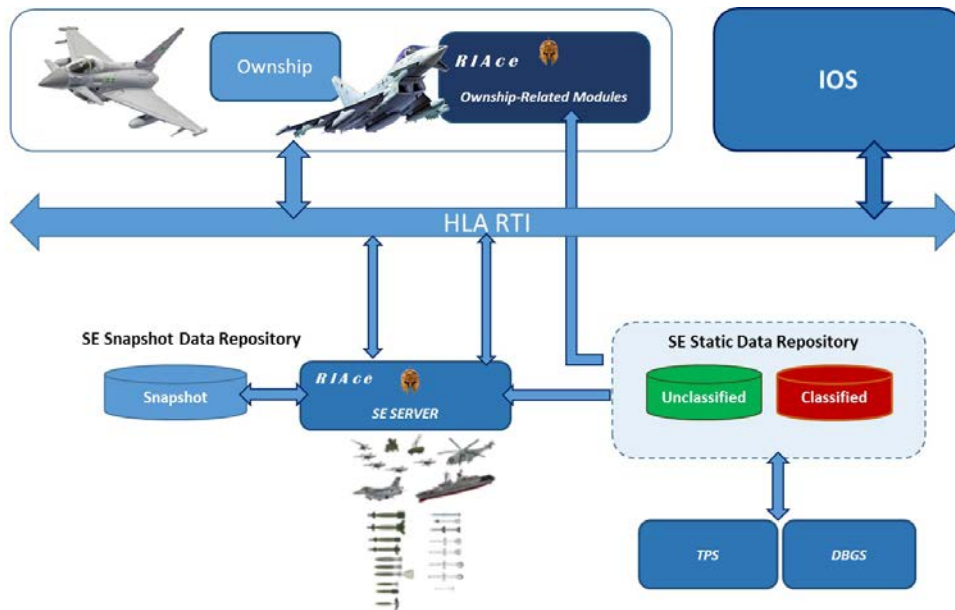 Ownship
RIAce
Ownship-Related Modules
IOS
HLA RTI
SE Snapshot Data Repository
Snapshot
RIAce
SE SERVER
SE Static Data Repository
Unclassified
Classified
TPS
DBGS